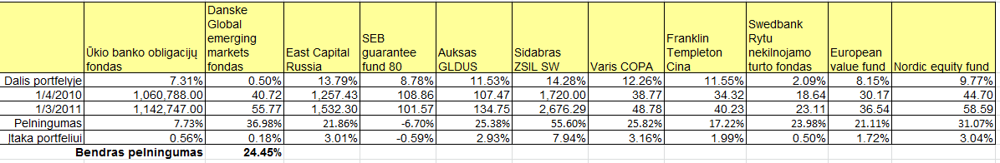 Ūkio banko obligacijų fondas	Danske Global emerging markets fondas	East Capital Russia	SEB guarantee fund 80	Auksas GLDUS	Sidabras ZSIL SW	Varis COPA	Franklin Templeton Cina	Swedbank Rytu nekilnojamo turto fondas	European value fund	Nordic equity fund
Dalis portfelyje	7.31%	0.50%	13.79%	8.78%	11.53%	14.28%	12.26%	11.55%	2.09%	8.15%	9.77%
1/4/2010	1,060,788.00	40.72	1,257.43	108.86	107.47	1,720.00	38.77	34.32	18.64	30.17	44.70
1/3/2011	1,142,747.00	55.77	1,532.30	101.57	134.75	2,676.29	48.78	40.23	23.11	36.54	58.59
Pelningumas	7.73%	36.98%	21.86%	-6.70%	25.38%	55.60%	25.82%	17.22%	23.98%	21.11%	31.07%
Įtaka portfeliui	0.56%	0.18%	3.01%	-0.59%	2.93%	7.94%	3.16%	1.99%	0.50%	1.72%	3.04%
Bendras pelningumas	24.45%